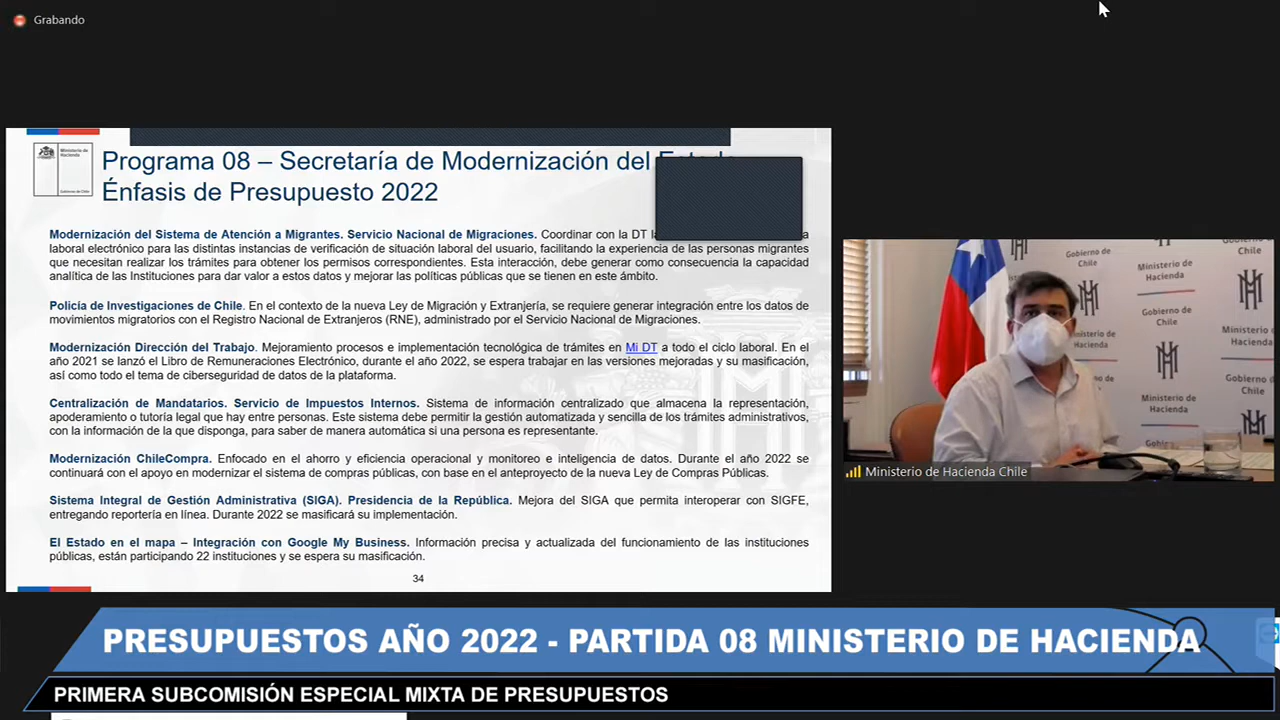 Grabando
Ministerio de
Hacienda
Gobierno de Chile
Programa 08 – Secretaría de Modernización del
Énfasis de Presupuesto 2022
Modernización del Sistema de Atención a Migrantes. Servicio Nacional de Migraciones. Coordinar con la DT
laboral electrónico para las distintas instancias de verificación de situación laboral del usuario, facilitando la experiencia de las personas migrantes
que necesitan realizar los trámites para obtener los permisos correspondientes. Esta interacción, debe generar como consecuencia la capacidad
analítica de las Instituciones para dar valor a estos datos y mejorar las políticas públicas que se tienen en este ámbito.
Policía de Investigaciones de Chile. En el contexto de la nueva Ley de Migración y Extranjería, se requiere generar integración entre los datos de
movimientos migratorios con el Registro Nacional de Extranjeros (RNE), administrado por el Servicio Nacional de Migraciones.
Modernización Dirección del Trabajo. Mejoramiento procesos e implementación tecnológica de trámites en Mi DT a todo el ciclo laboral. En el
año 2021 se lanzó el Libro de Remuneraciones Electrónico, durante el año 2022, se espera trabajar en las versiones mejoradas y su masificación,
así como todo el tema de ciberseguridad de datos de la plataforma.
Centralización de Mandatarios. Servicio de Impuestos Internos. Sistema de información centralizado que almacena la representación,
apoderamiento o tutoría legal que hay entre personas. Este sistema debe permitir la gestión automatizada y sencilla de los trámites administrativos,
con la información de la que disponga, para saber de manera automática si una persona es representante.
Modernización ChileCompra. Enfocado en el ahorro y eficiencia operacional y monitoreo e inteligencia de datos. Durante el año 2022 se
continuará con el apoyo en modernizar el sistema de compras públicas, con base en el anteproyecto de la nueva Ley de Compras Públicas.
Sistema Integral de Gestión Administrativa (SIGA). Presidencia de la República. Mejora del SIGA que permita interoperar con SIGFE,
entregando reportería en línea. Durante 2022 se masificará su implementación.
El Estado en el mapa – Integración con Google My Business. Información precisa y actualizada del funcionamiento de las instituciones
públicas, están participando 22 instituciones y se espera su masificación.
34
Gobierno de
Chile
Ministerio de
Hacienda
Gobierno de
Chile
Ministerio de
Hacienda
Ministerio de Hacienda Chile
PRESUPUESTOS AÑO 2022 - PARTIDA 08 MINISTERIO DE HACIENDA
PRIMERA SUBCOMISIÓN ESPECIAL MIXTA DE PRESUPUESTOS